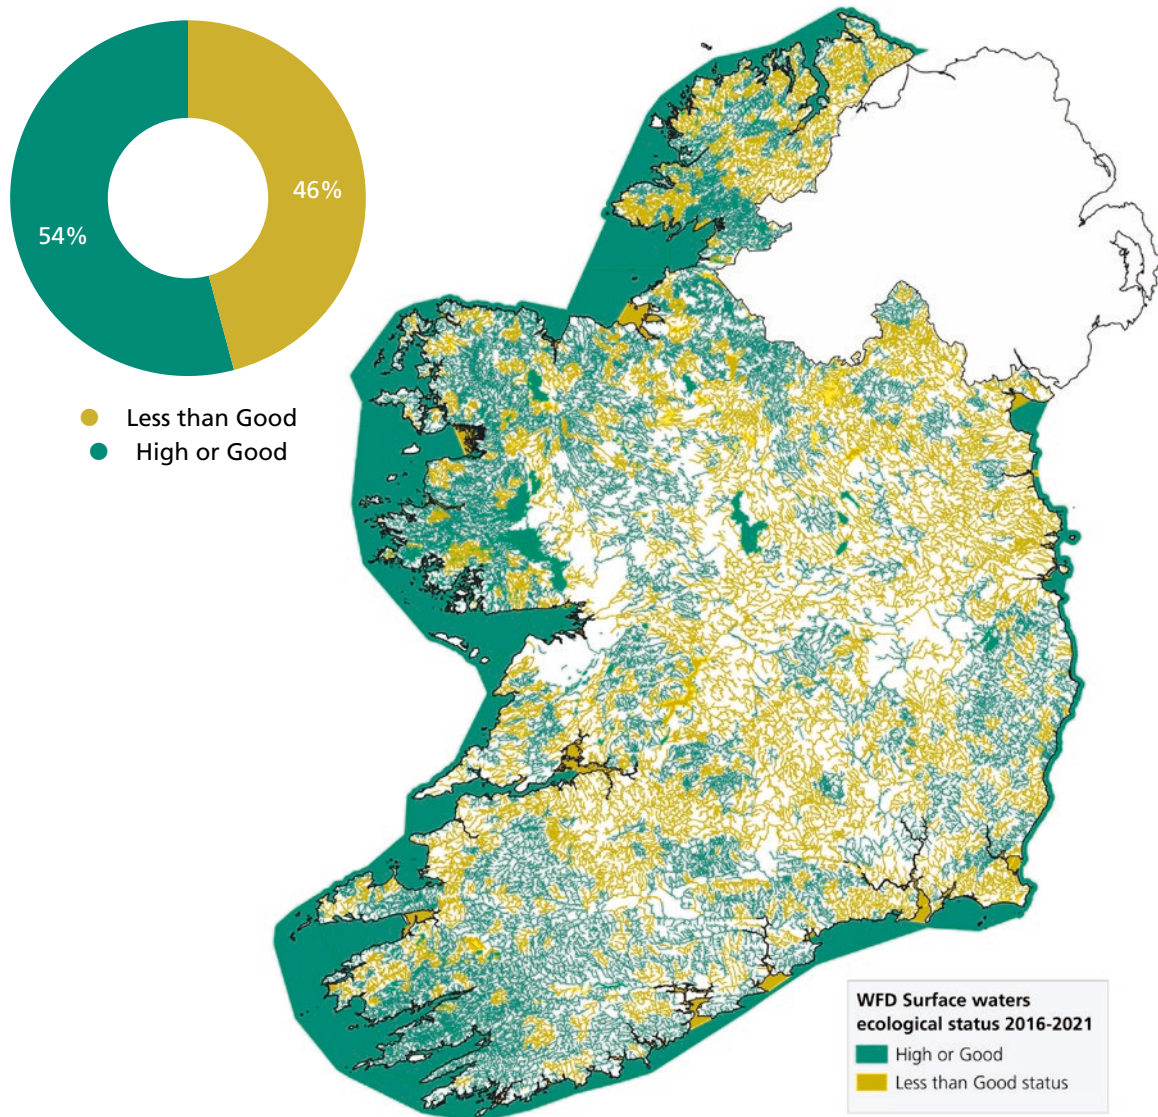 46%
54%
Less than Good
High or Good
WFD Surface waters
ecological status 2016-2021
High or Good
Less than Good status